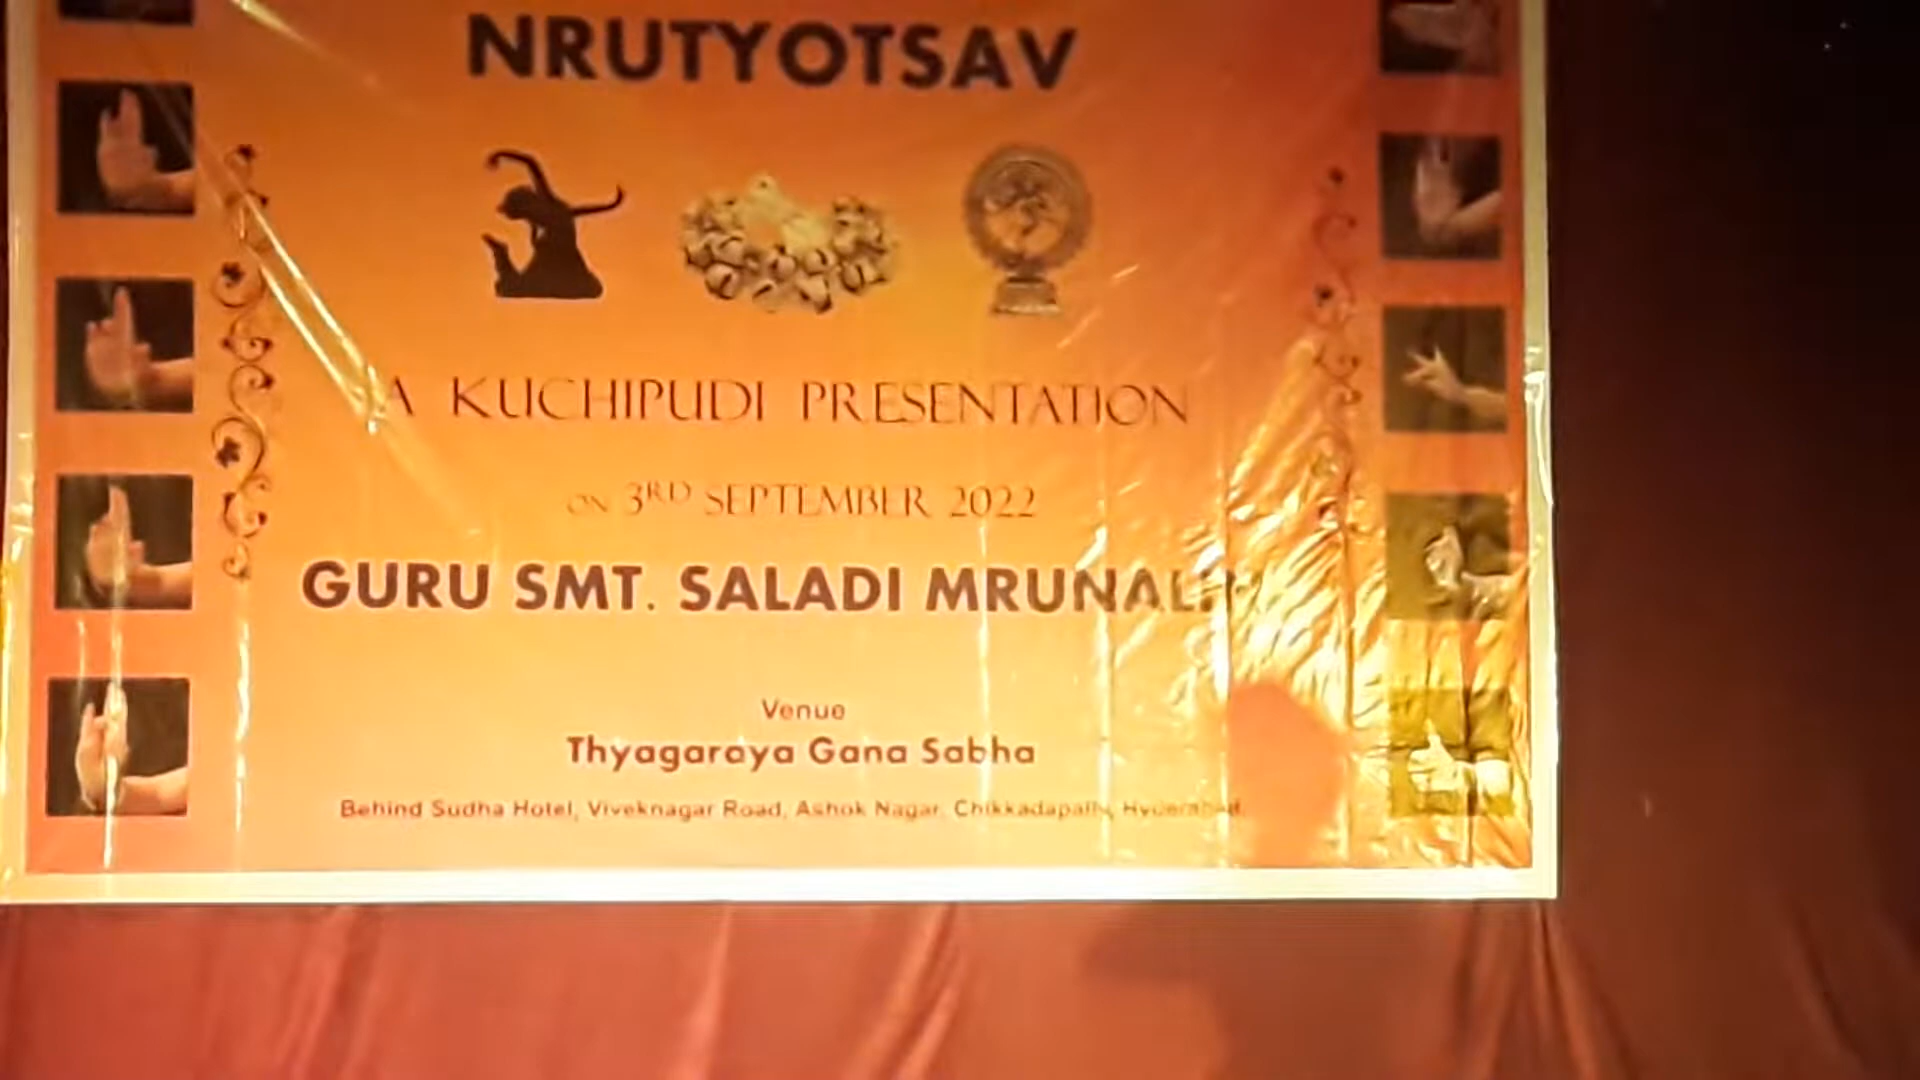 NRUTYOTSAV
A KUCHIPUDI PRESENTATION
ON 3RD SEPTEMBER 2022
GURU SMT. SALADI
Venue
Thyagaraya Gana Sabha
Behind Sudha Hotel, Viveknagar Road, Ashok Nagar, Chikkadapally, Hyderabad.